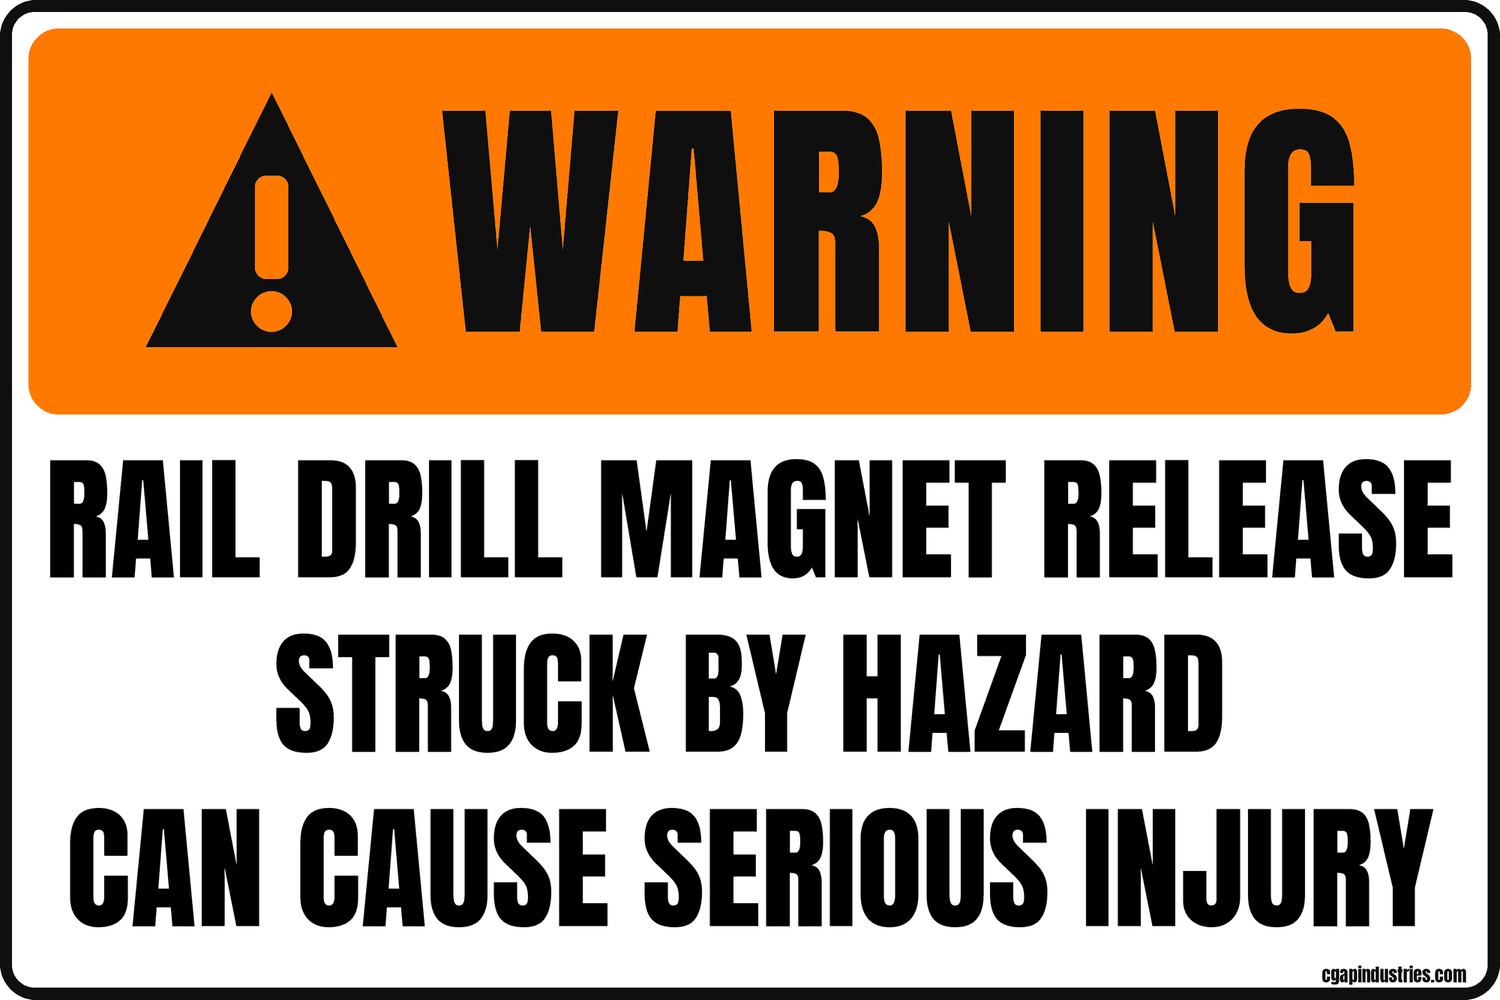 WARNING
RAIL DRILL MAGNET RELEASE
STRUCK BY HAZARD
CAN CAUSE SERIOUS INJURY
cgapindustries.com